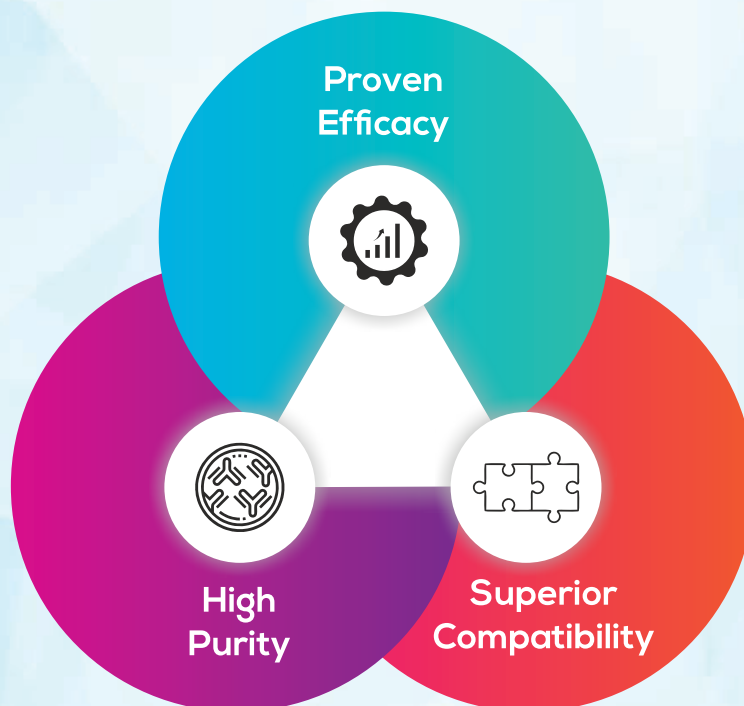 Proven
Efficacy
High
Purity
Superior
Compatibility